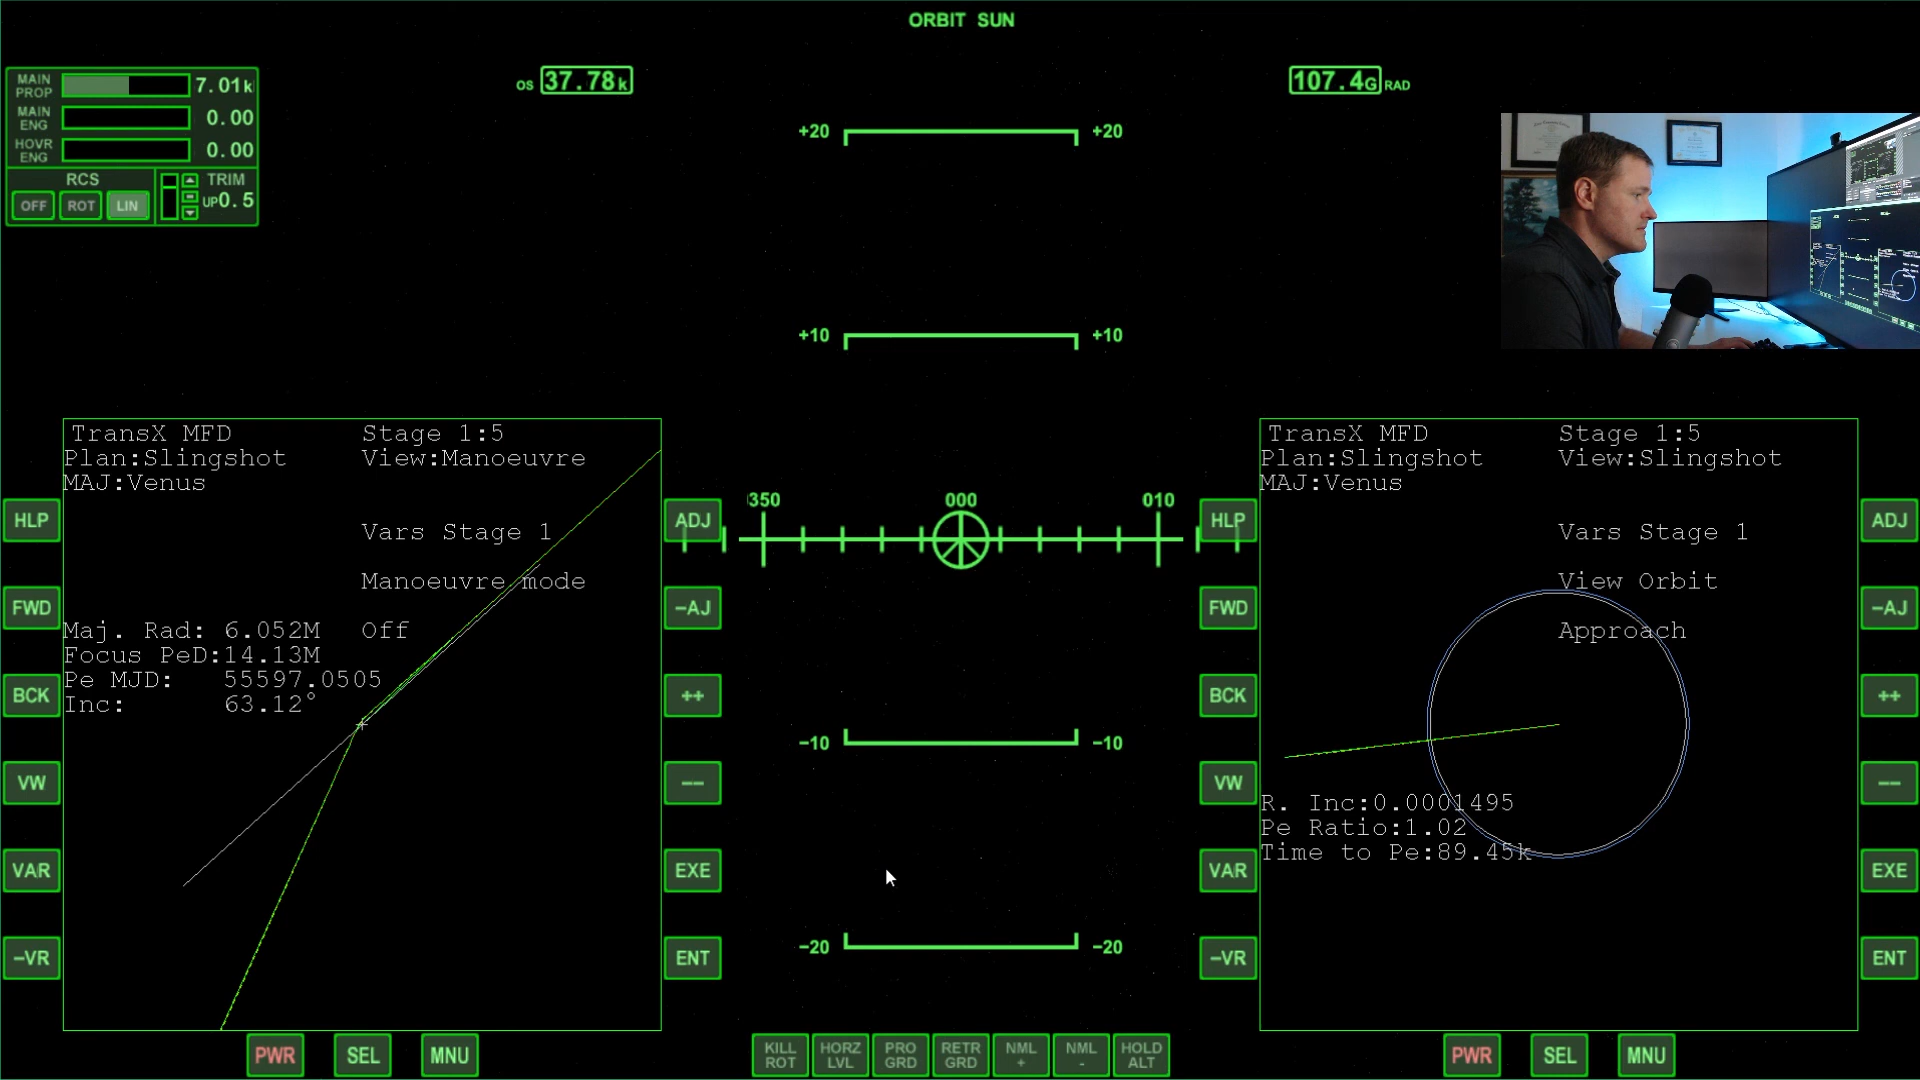 ORBIT SUN
MAIN PROP 7.01k
MAIN ENG 0.00
HOVR ENG 0.00
RCS
OFF ROT LIN
TRIM
UP 0.5
OS 37.78k
107.4G RAD
+20 +20
+10 +10
350 000 010
-10 -10
-20 -20
TransX MFD Stage 1:5
Plan:Slingshot View:Manoeuvre
MAJ:Venus
Vars Stage 1
Manoeuvre mode
Maj. Rad: 6.052M Off
Focus PeD:14.13M
Pe MJD: 55597.0505
Inc: 63.12°
HLP
FWD
BCK
VW
VAR
-VR
ADJ
-AJ
++
--
EXE
ENT
PWR SEL MNU
KILL ROT
HORZ LVL
PRO GRD
RETR GRD
NML +
NML -
HOLD ALT
TransX MFD Stage 1:5
Plan:Slingshot View:Slingshot
MAJ:Venus
Vars Stage 1
View Orbit
Approach
R. Inc:0.0001495
Pe Ratio:1.02
Time to Pe:89.45k
HLP
FWD
BCK
VW
VAR
-VR
ADJ
-AJ
++
--
EXE
ENT
PWR SEL MNU